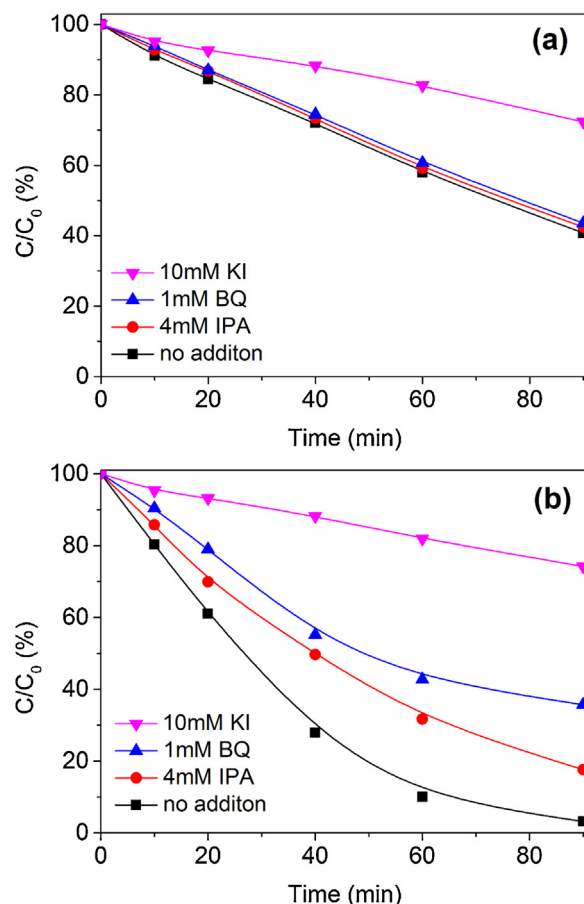 (a)
100
80
60
40
20
0
C/C₀ (%)
10mM KI
1mM BQ
4mM IPA
no additon
0 20 40 60 80
Time (min)
(b)
100
80
60
40
20
0
C/C₀ (%)
10mM KI
1mM BQ
4mM IPA
no additon
0 20 40 60 80
Time (min)